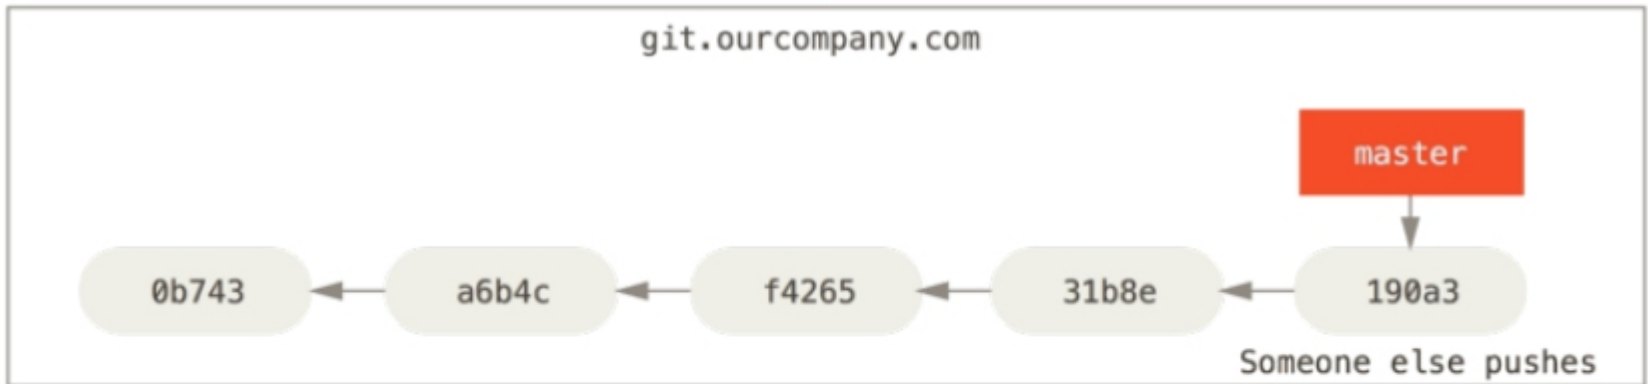 git.ourcompany.com
master
0b743 a6b4c f4265 31b8e 190a3
Someone else pushes